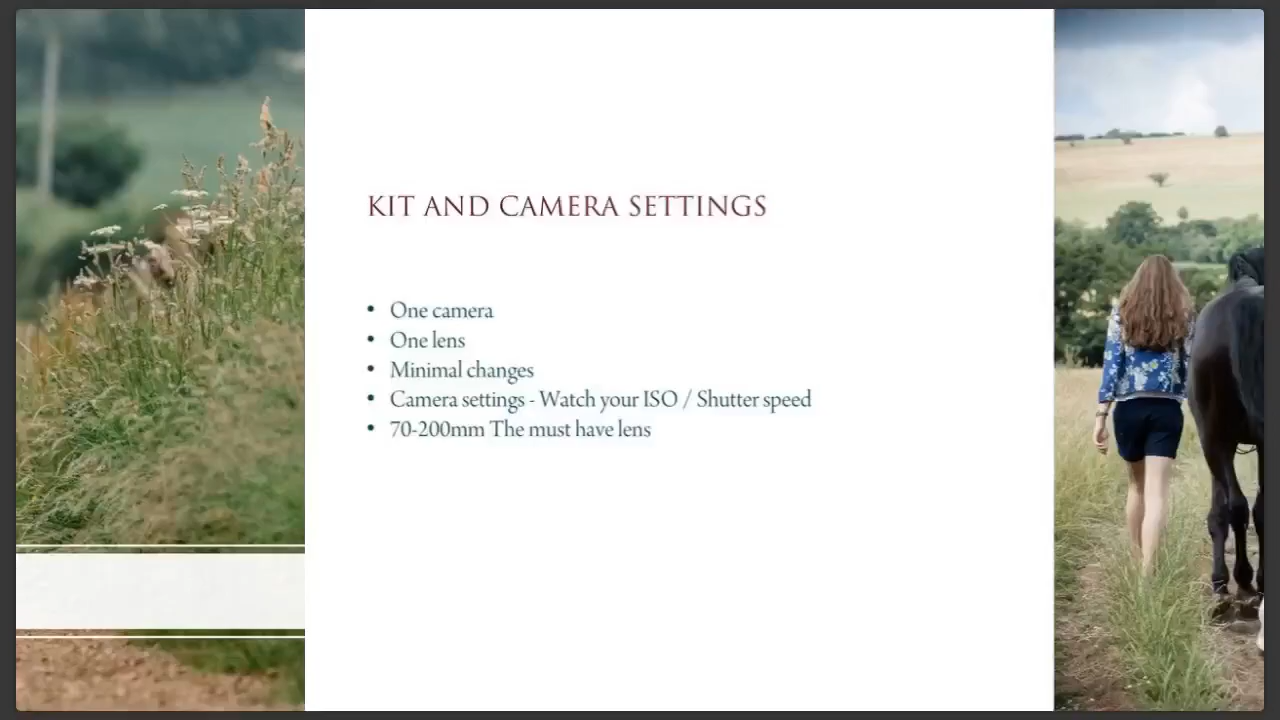 KIT AND CAMERA SETTINGS
• One camera
• One lens
• Minimal changes
• Camera settings - Watch your ISO / Shutter speed
• 70-200mm The must have lens